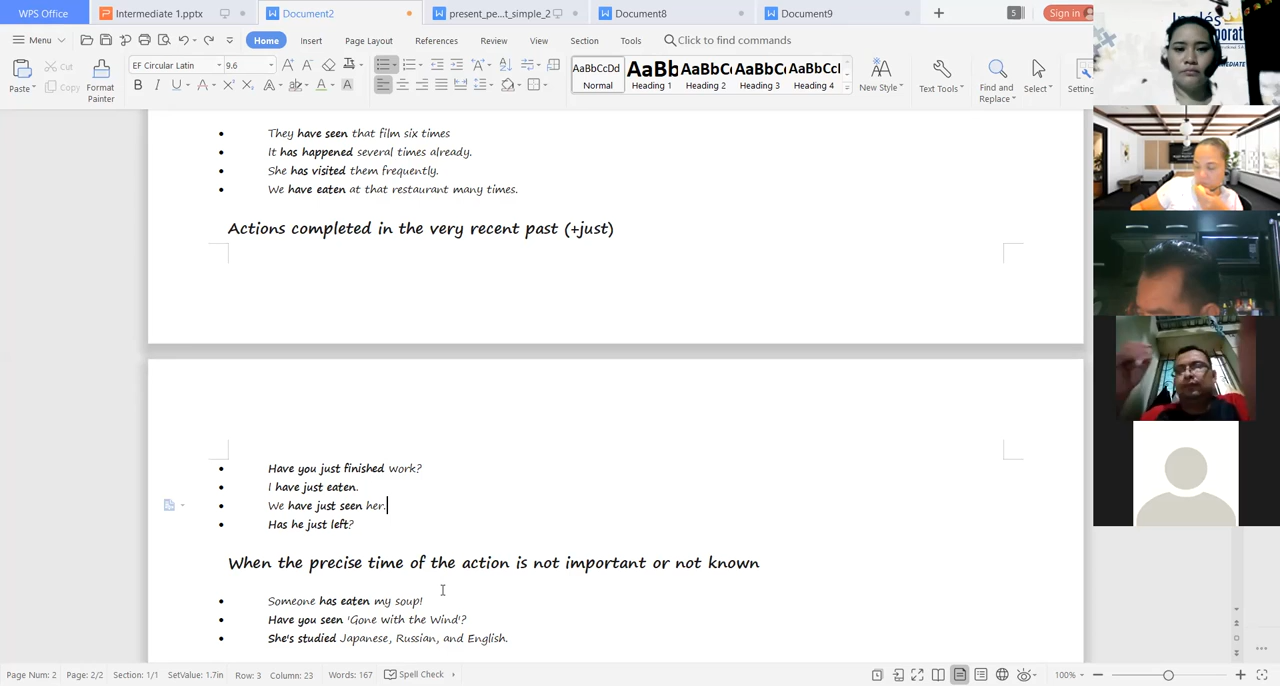 WPS Office
Intermediate 1.pptx
Document2
present_pe...t_simple_2
Document8
Document9
5
Sign in
Menu
Home
Insert
Page Layout
References
Review
View
Section
Tools
Click to find commands
Paste
Cut
Copy
Format
Painter
EF Circular Latin
9.6
B I U
AaBbCcDd
Normal
AaBb
Heading 1
AaBbC
Heading 2
AaBbC
Heading 3
AaBbCcl
Heading 4
New Style
Text Tools
Find and
Replace
Select
Setting
They have seen that film six times
It has happened several times already.
She has visited them frequently.
We have eaten at that restaurant many times.
Actions completed in the very recent past (+just)
Have you just finished work?
I have just eaten.
We have just seen her.
Has he just left?
When the precise time of the action is not important or not known
Someone has eaten my soup!
Have you seen 'Gone with the Wind'?
She's studied Japanese, Russian, and English.
Page Num: 2
Page: 2/2
Section: 1/1
SetValue: 1.7in
Row: 3
Column: 23
Words: 167
Spell Check
100%